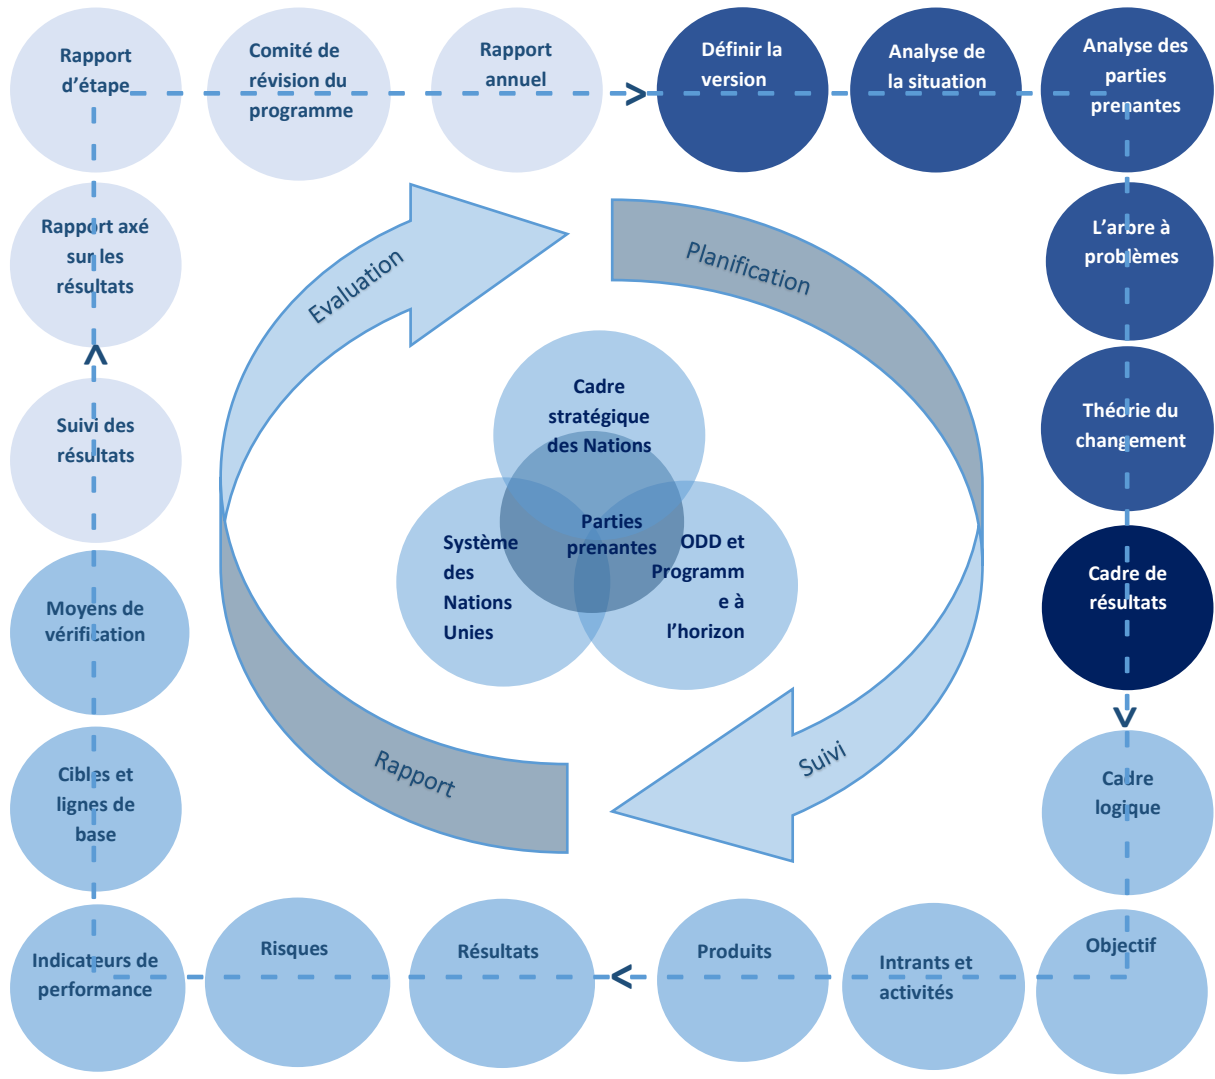 Rapport
d’étape
Comité de
révision du
programme
Rapport
annuel
>
Définir la
version
Analyse de
la situation
Analyse des
parties
prenantes
Rapport axé
sur les
résultats
L’arbre à
problèmes
Evaluation
Planification
>
Suivi des
résultats
Théorie du
changement
Cadre
stratégique
des Nations
Parties
prenantes
Système
des
Nations
Unies
ODD et
Programm
e à
l’horizon
Moyens de
vérification
Cadre de
résultats
>
Cibles et
lignes de
base
Rapport
Suivi
Cadre
logique
Indicateurs de
performance
Risques
Résultats
<
Produits
Intrants et
activités
Objectif